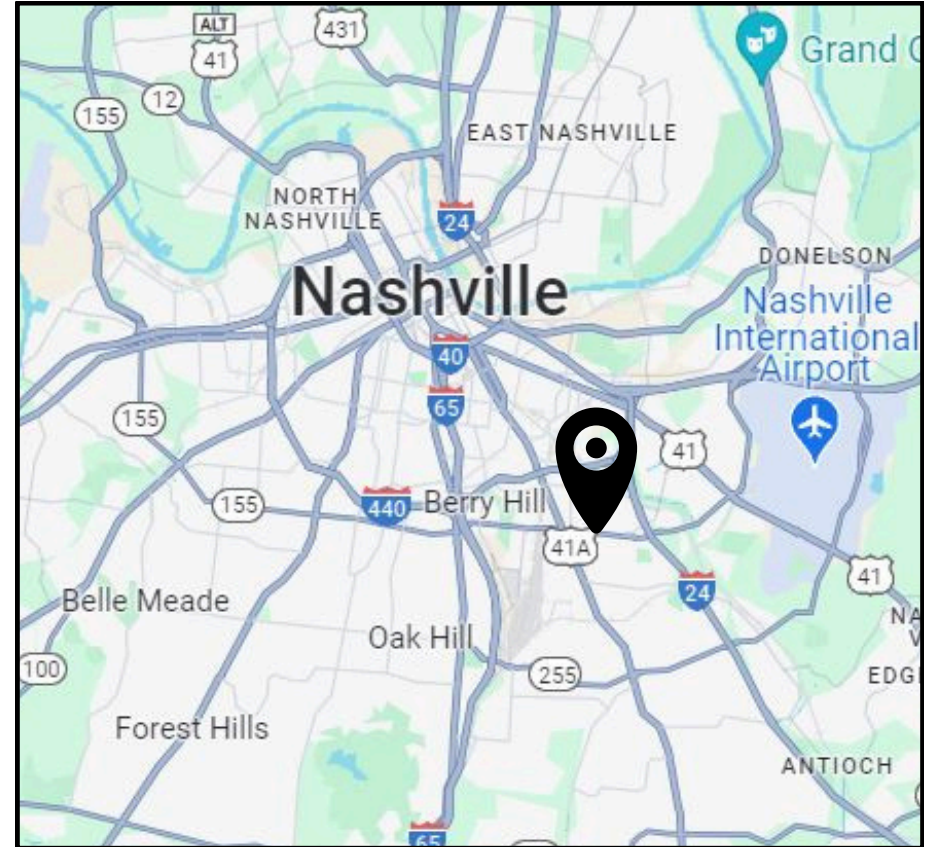 ALT
41
431
Grand
155
12
EAST NASHVILLE
NORTH
NASHVILLE
24
DONELSON
Nashville
Nashville
International
Airport
40
65
155
41
155
440
Berry Hill
41A
41
24
Belle Meade
Oak Hill
100
255
Forest Hills
ANTIOCH
65